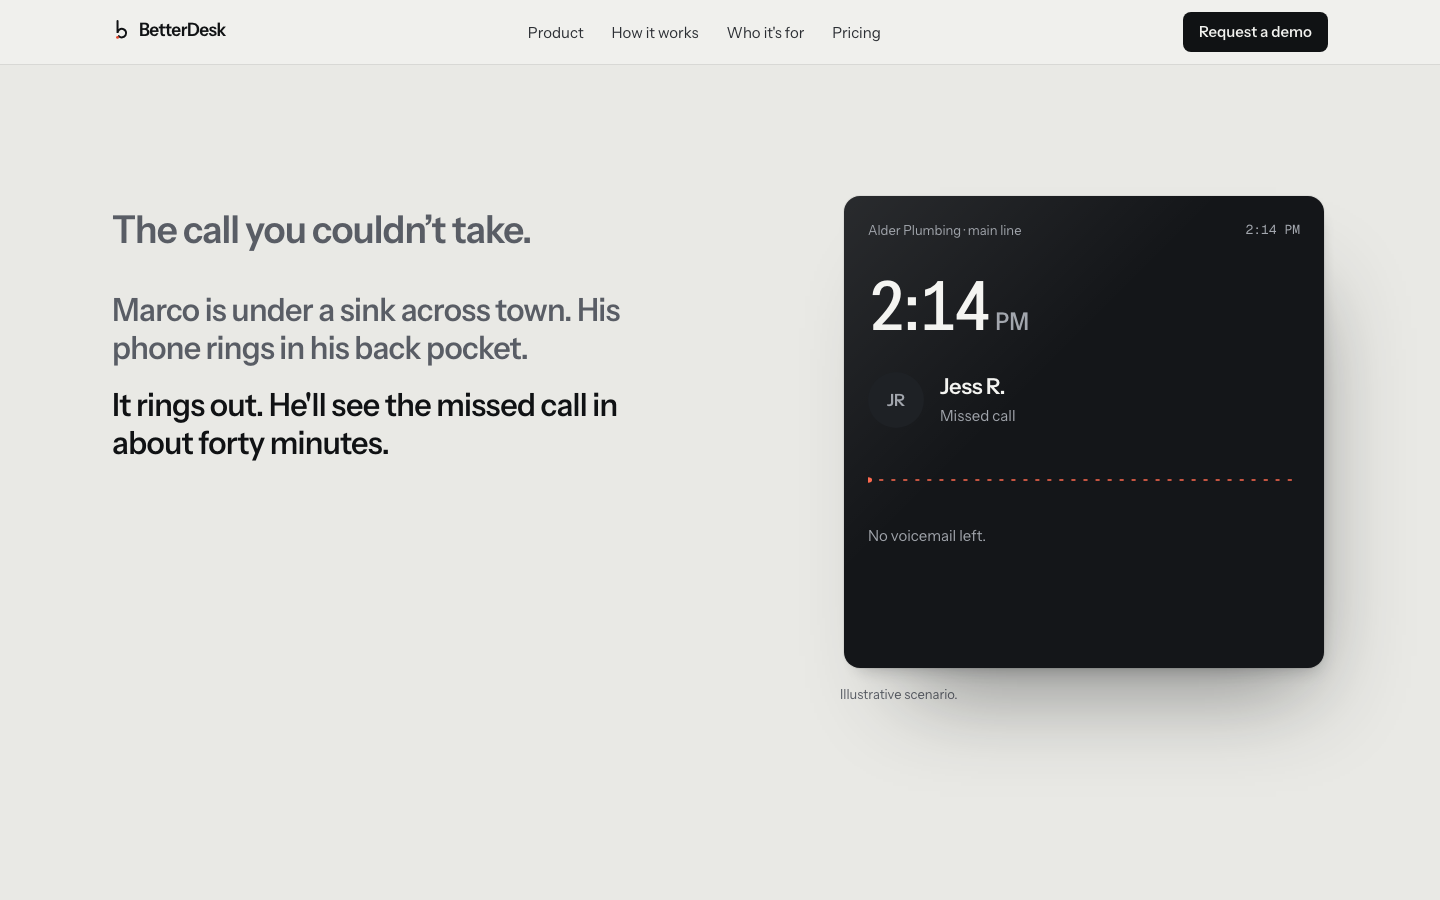 BetterDesk
Product
How it works
Who it's for
Pricing
Request a demo
The call you couldn’t take.
Marco is under a sink across town. His
phone rings in his back pocket.
It rings out. He'll see the missed call in
about forty minutes.
Alder Plumbing · main line
2:14 PM
2:14 PM
JR
Jess R.
Missed call
No voicemail left.
Illustrative scenario.